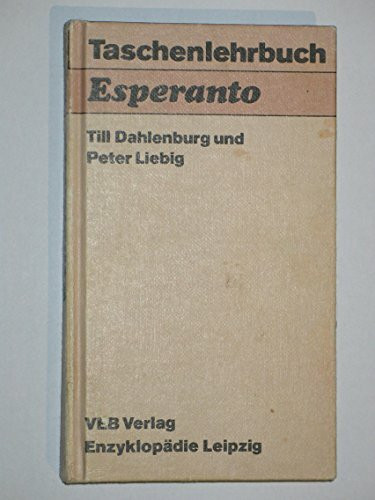 Taschenlehrbuch
Esperanto
Till Dahlenburg und
Peter Liebig
VEB Verlag
Enzyklopädie Leipzig